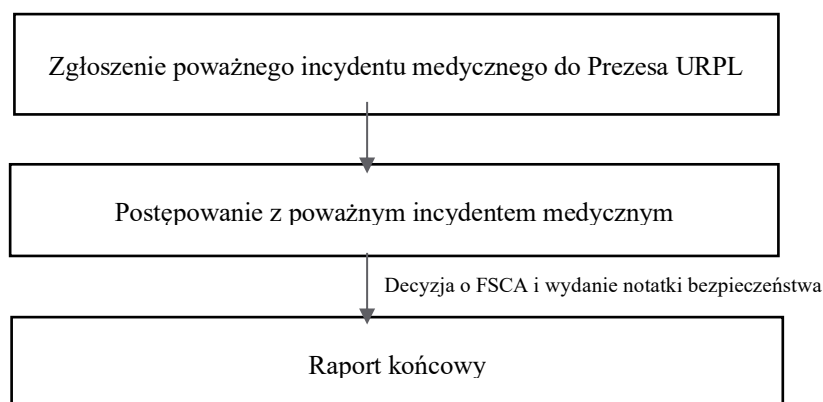 Zgłoszenie poważnego incydentu medycznego do Prezesa URPL
Postępowanie z poważnym incydentem medycznym
Decyzja o FSCA i wydanie notatki bezpieczeństwa
Raport końcowy